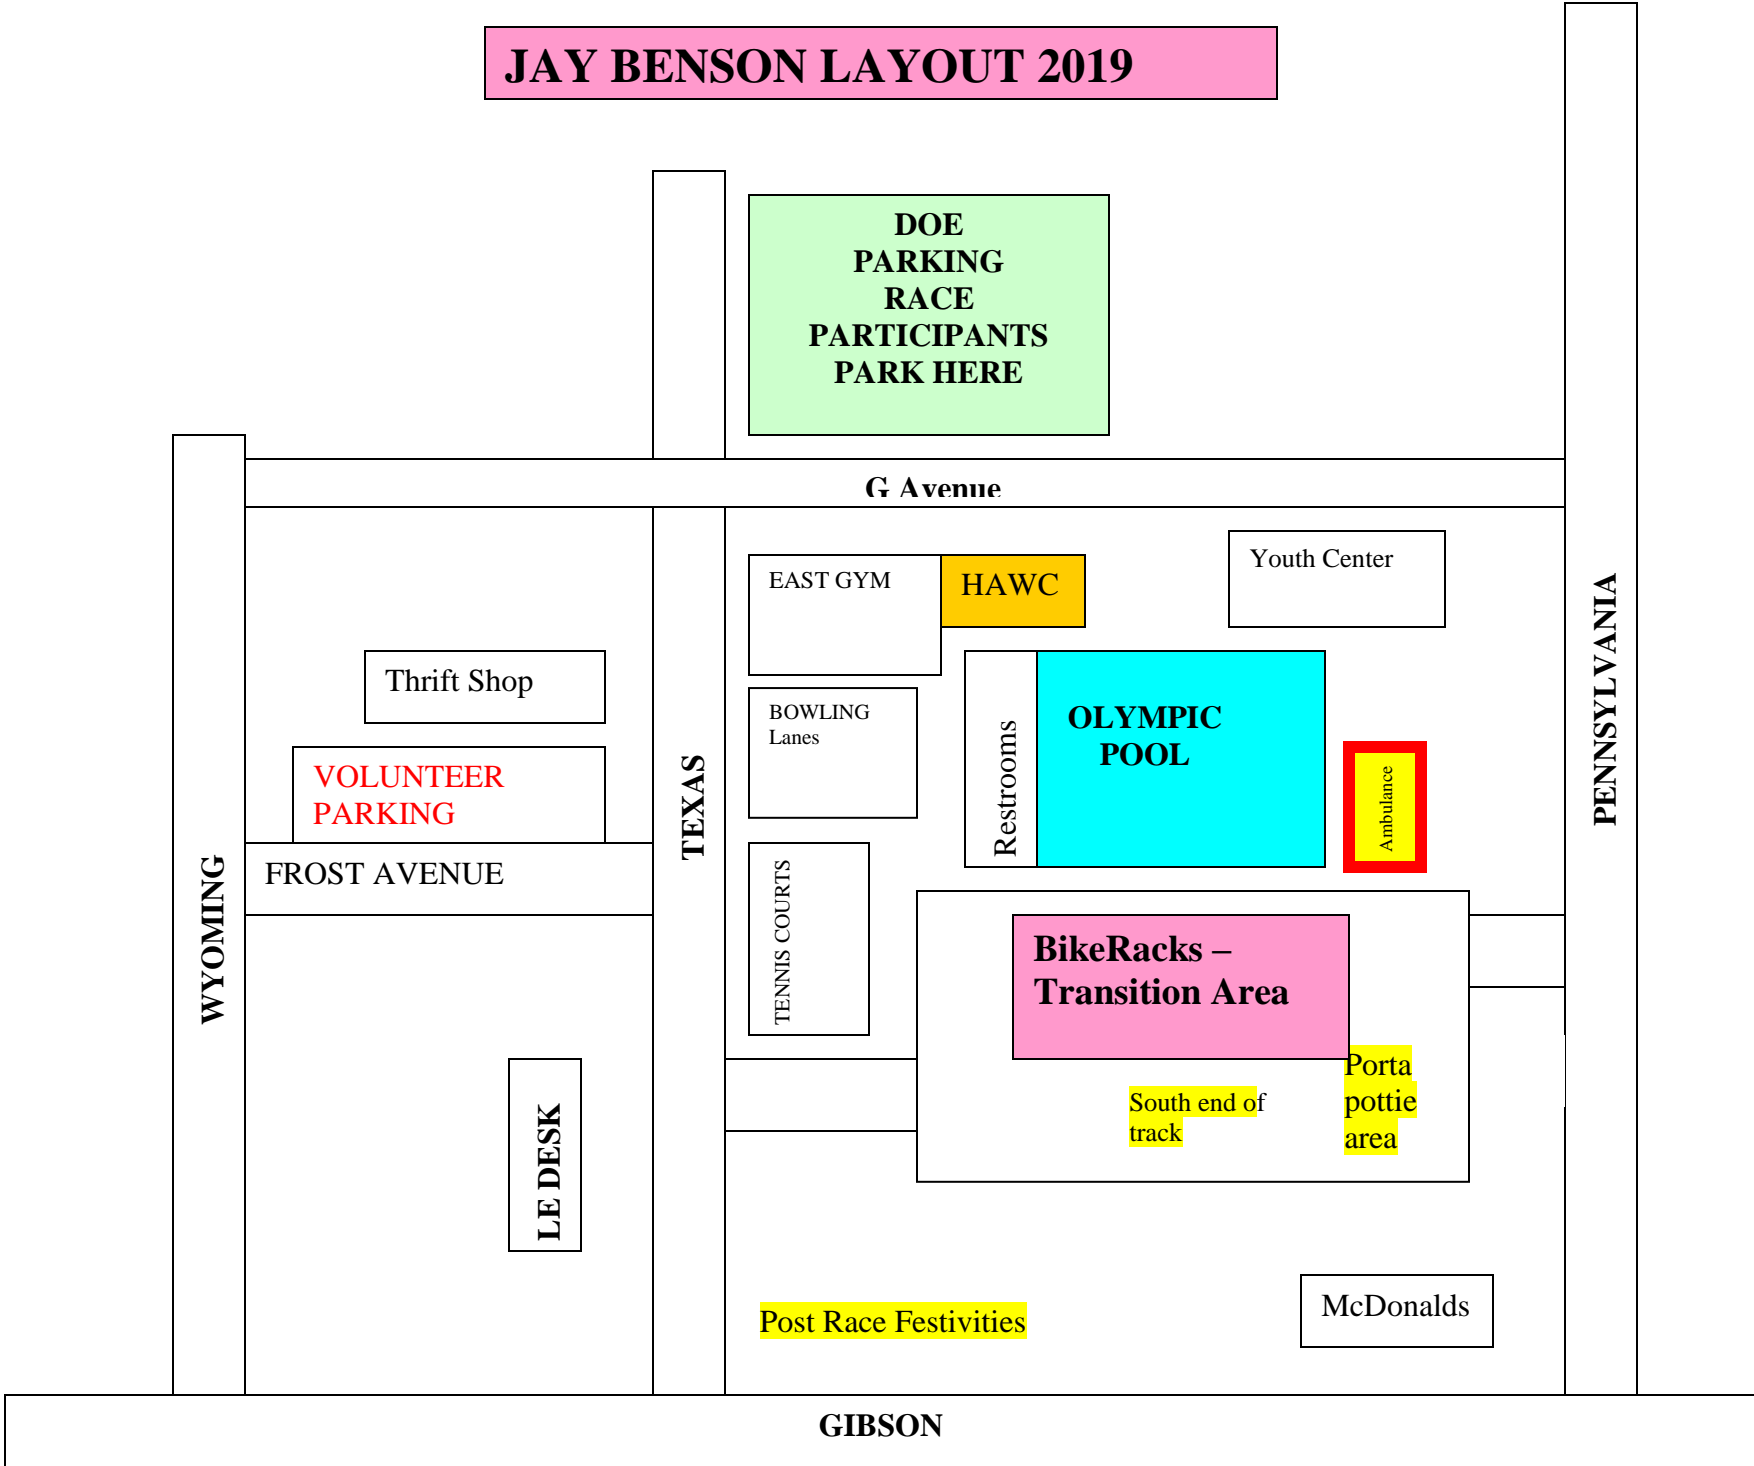 JAY BENSON LAYOUT 2019
DOE
PARKING
RACE
PARTICIPANTS
PARK HERE
G Avenue
EAST GYM
HAWC
Youth Center
Thrift Shop
BOWLING
Lanes
OLYMPIC
POOL
Restrooms
Ambulance
PENNSYLVANIA
VOLUNTEER
PARKING
TEXAS
FROST AVENUE
WYOMING
TENNIS COURTS
BikeRacks –
Transition Area
Porta
pottie
area
South end of
track
LE DESK
Post Race Festivities
McDonalds
GIBSON